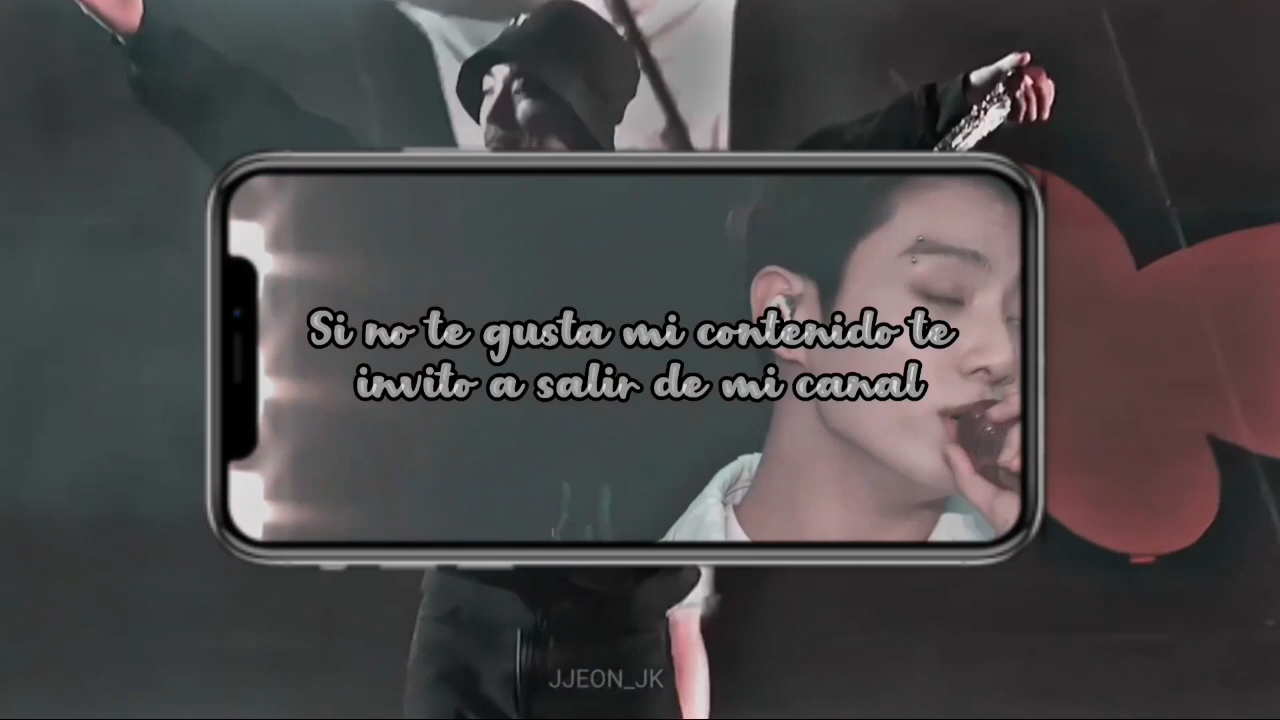 Si no te gusta mi contenido te
invito a salir de mi canal
JJEON_JK